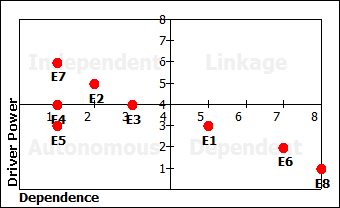 8
7
Independent Linkage
6
E7
5
E2
4
1 2 3 4 5 6 7 8
E4 E3
3
E5 E1
Autonomous Dependent
2
E6
1
E8
Driver Power
Dependence